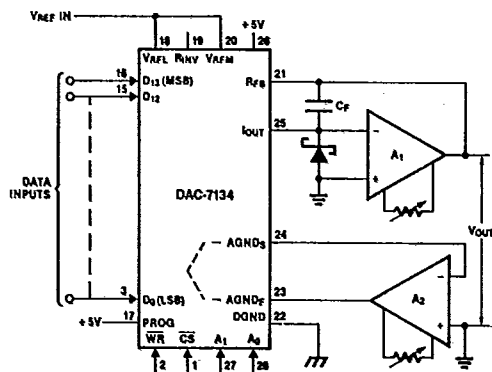 VREF IN
+5V
18 19 20 26
VRFL RINV VRFM
16 D13 (MSB)
15 D12
RFB 21
CF
IOUT 25
A1
DATA
INPUTS
DAC-7134
VOUT
AGNDS 24
AGNDF 23
A2
3 D0 (LSB)
DGND 22
+5V 17 PROG
WR CS A1 A0
2 1 27 28